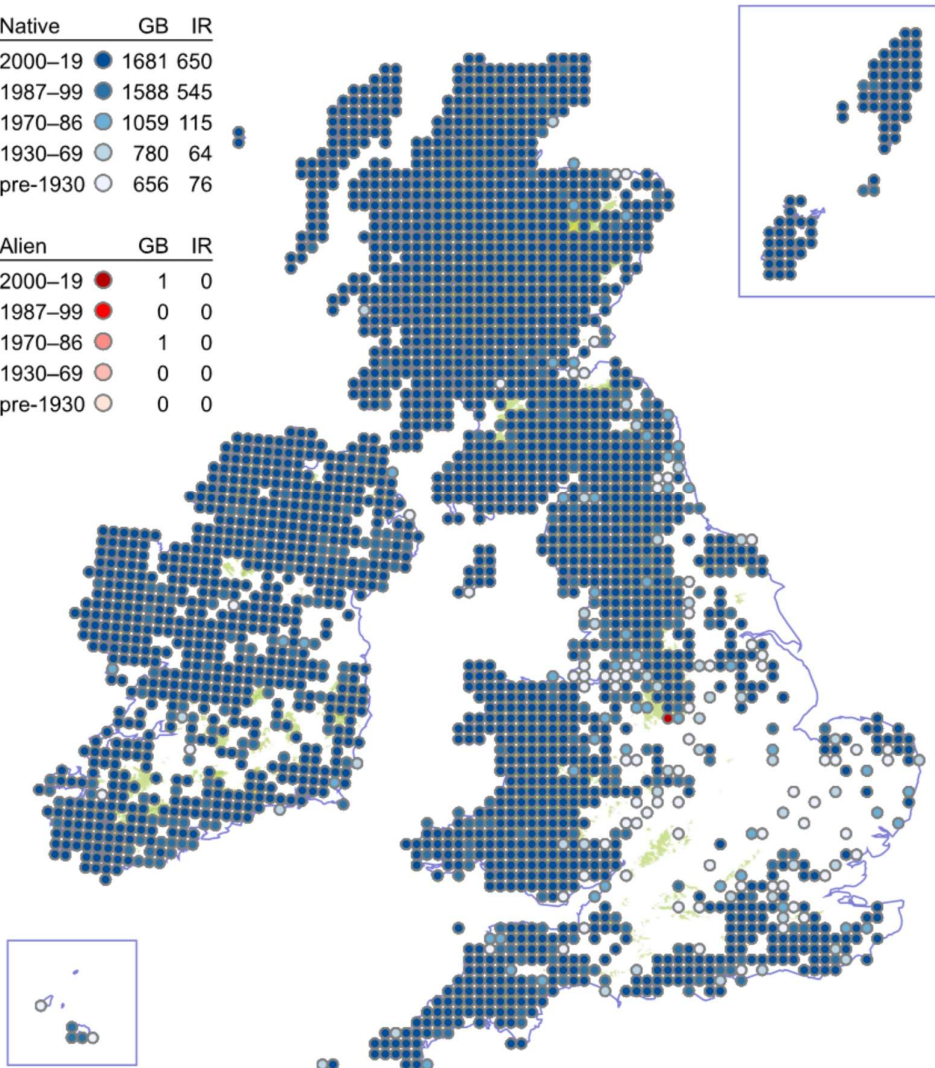 Native GB IR
2000–19 1681 650
1987–99 1588 545
1970–86 1059 115
1930–69 780 64
pre-1930 656 76
Alien GB IR
2000–19 1 0
1987–99 0 0
1970–86 1 0
1930–69 0 0
pre-1930 0 0